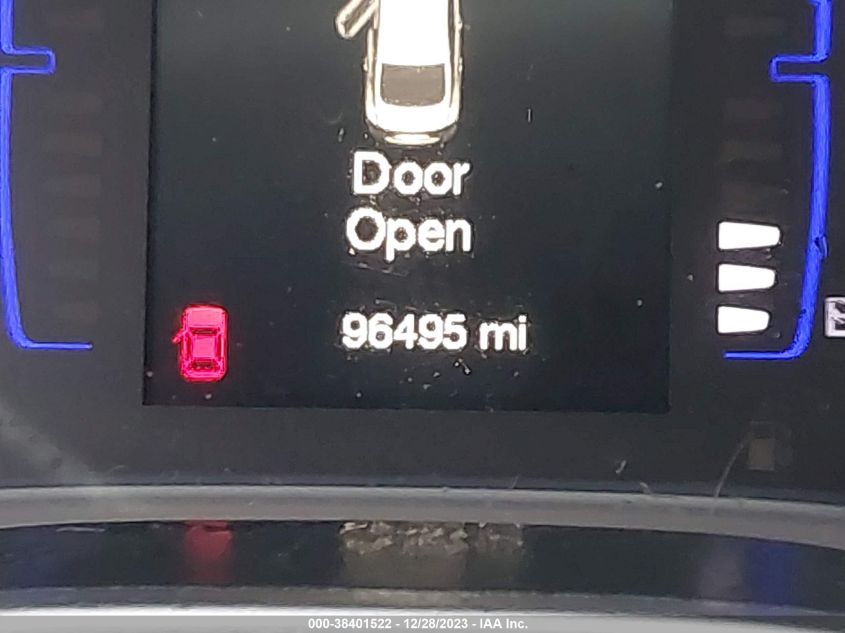 Door
Open
96495 mi
000-38401522 - 12/28/2023 - IAA Inc.